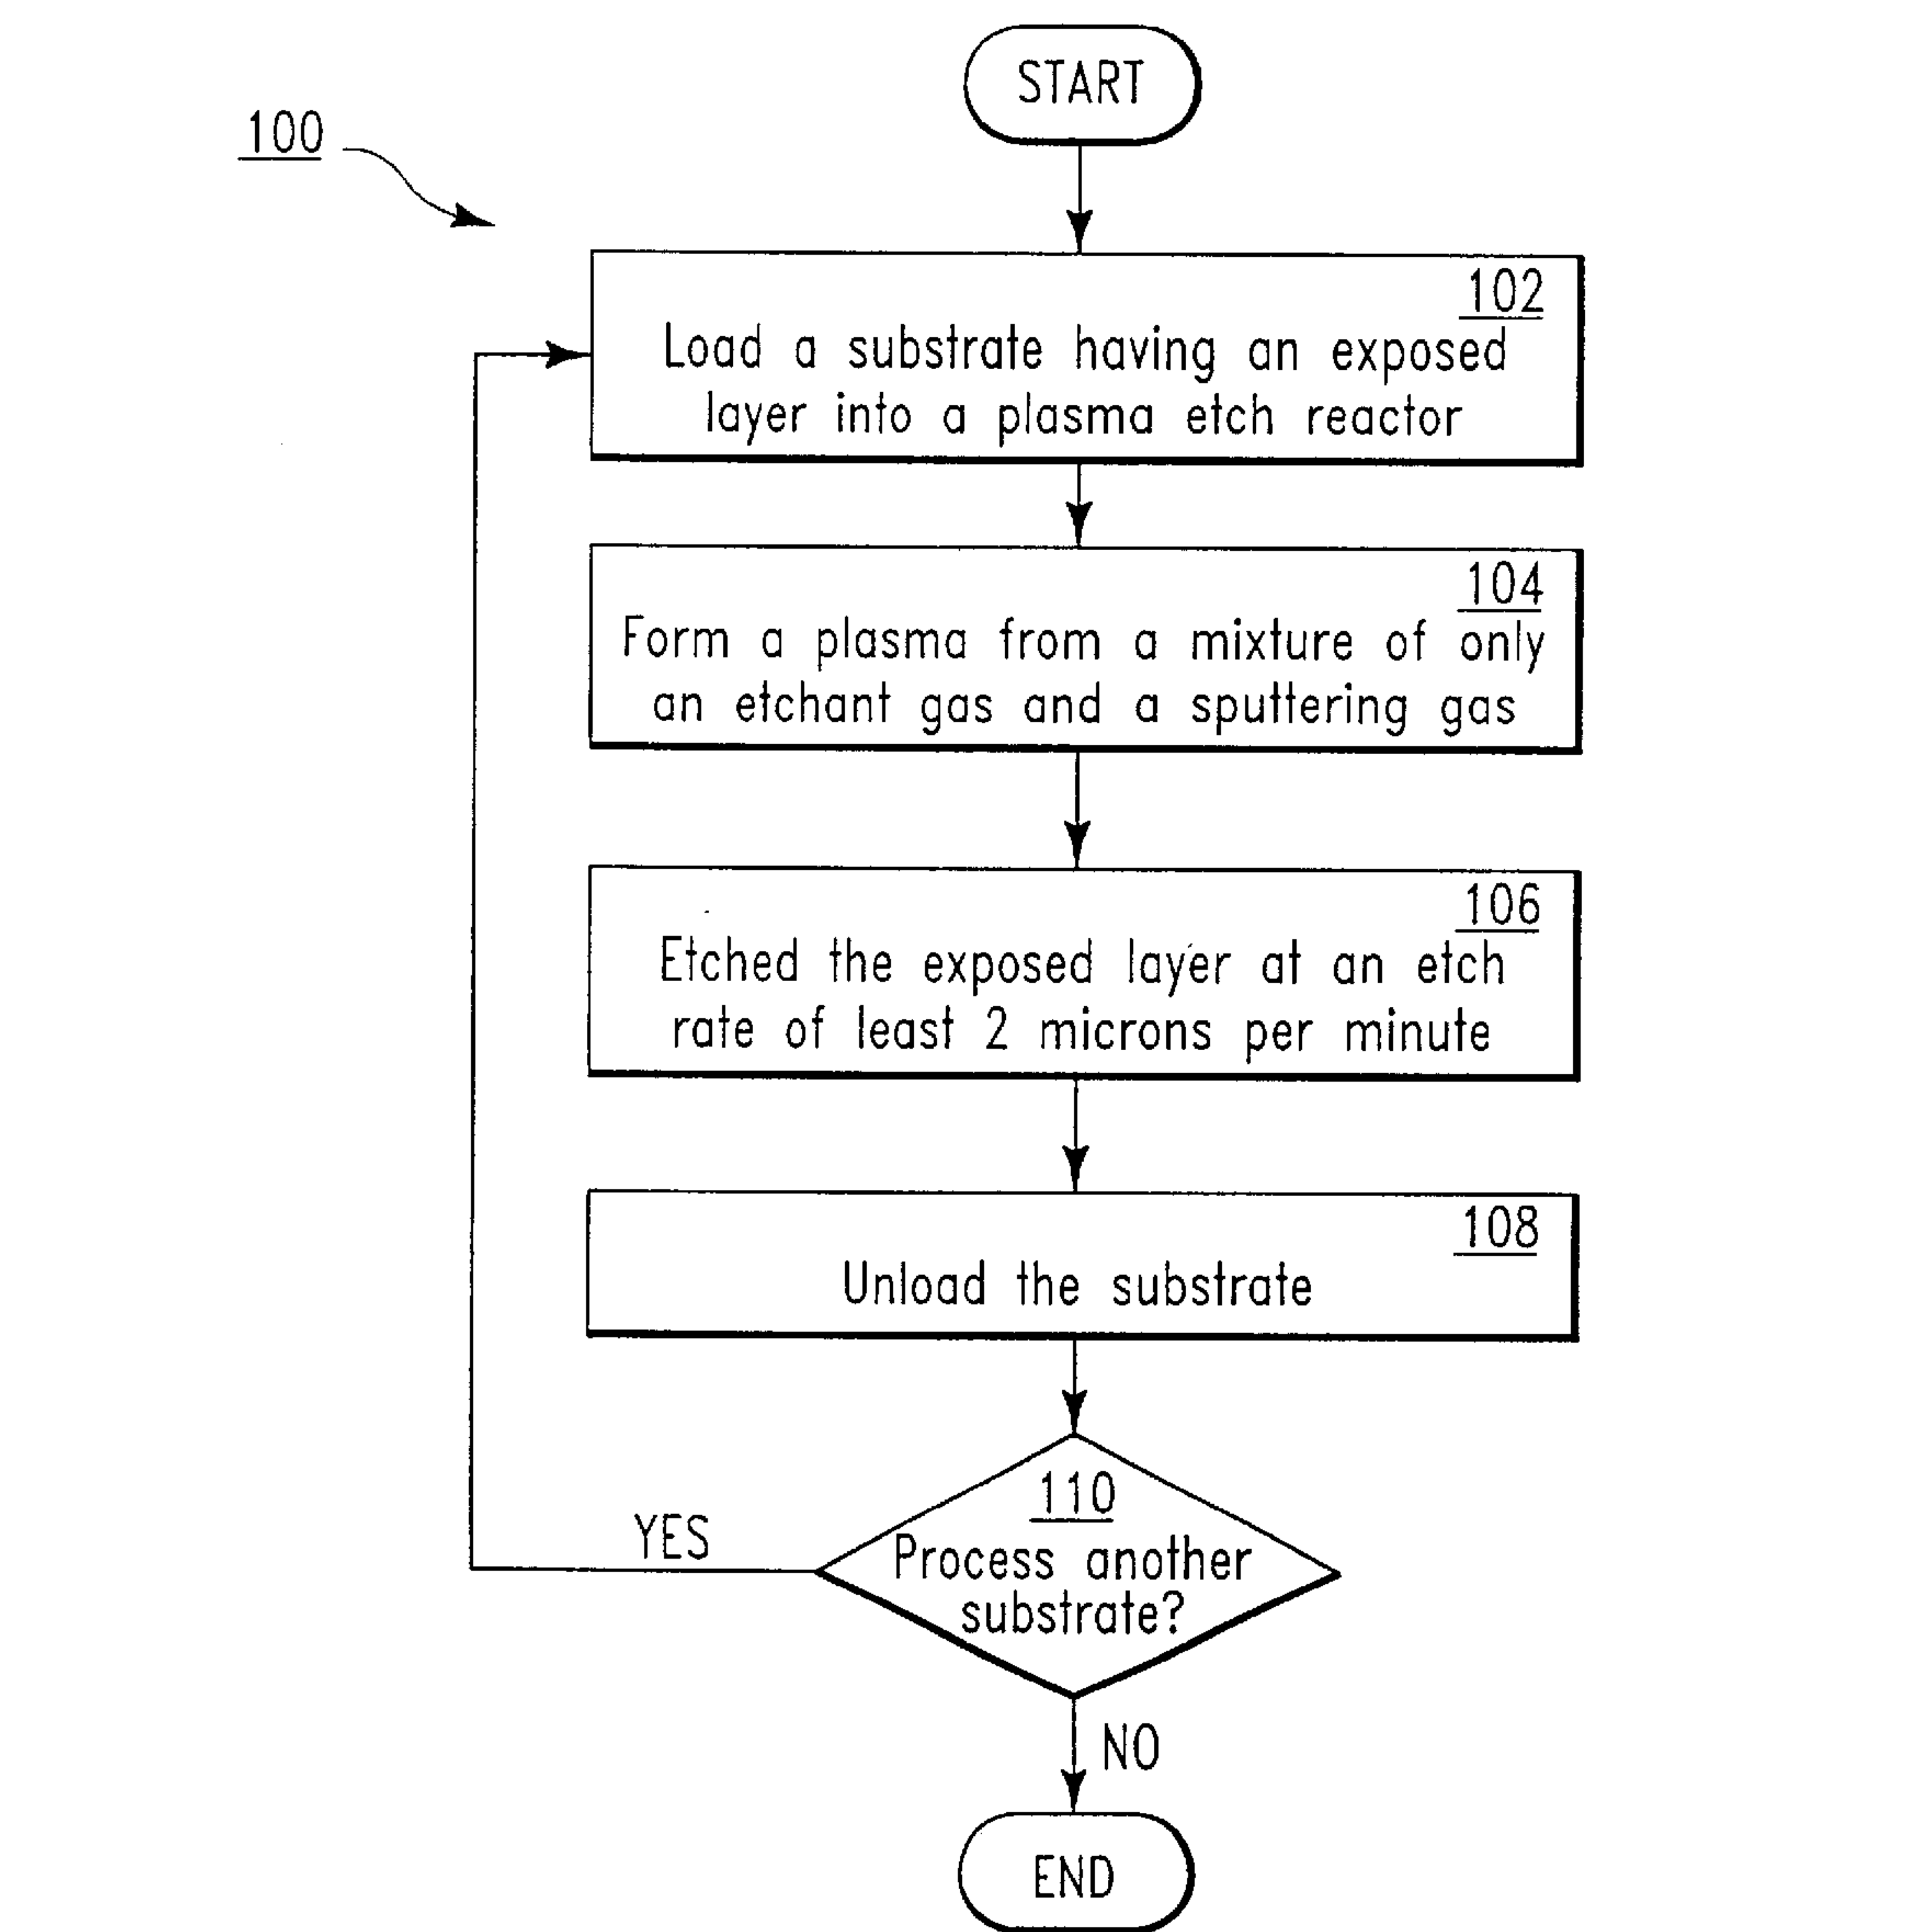 START
100
102
Load a substrate having an exposed
layer into a plasma etch reactor
104
Form a plasma from a mixture of only
an etchant gas and a sputtering gas
106
Etched the exposed layer at an etch
rate of least 2 microns per minute
108
Unload the substrate
110
Process another
substrate?
YES
NO
END